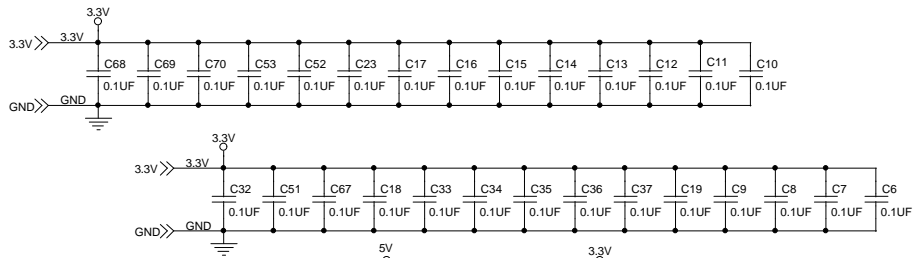 3.3V
3.3V 3.3V
C68 C69 C70 C53 C52 C23 C17 C16 C15 C14 C13 C12 C11 C10
0.1UF 0.1UF 0.1UF 0.1UF 0.1UF 0.1UF 0.1UF 0.1UF 0.1UF 0.1UF 0.1UF 0.1UF 0.1UF 0.1UF
GND GND
3.3V
3.3V 3.3V
C32 C51 C67 C18 C33 C34 C35 C36 C37 C19 C9 C8 C7 C6
0.1UF 0.1UF 0.1UF 0.1UF 0.1UF 0.1UF 0.1UF 0.1UF 0.1UF 0.1UF 0.1UF 0.1UF 0.1UF 0.1UF
GND GND
5V 3.3V